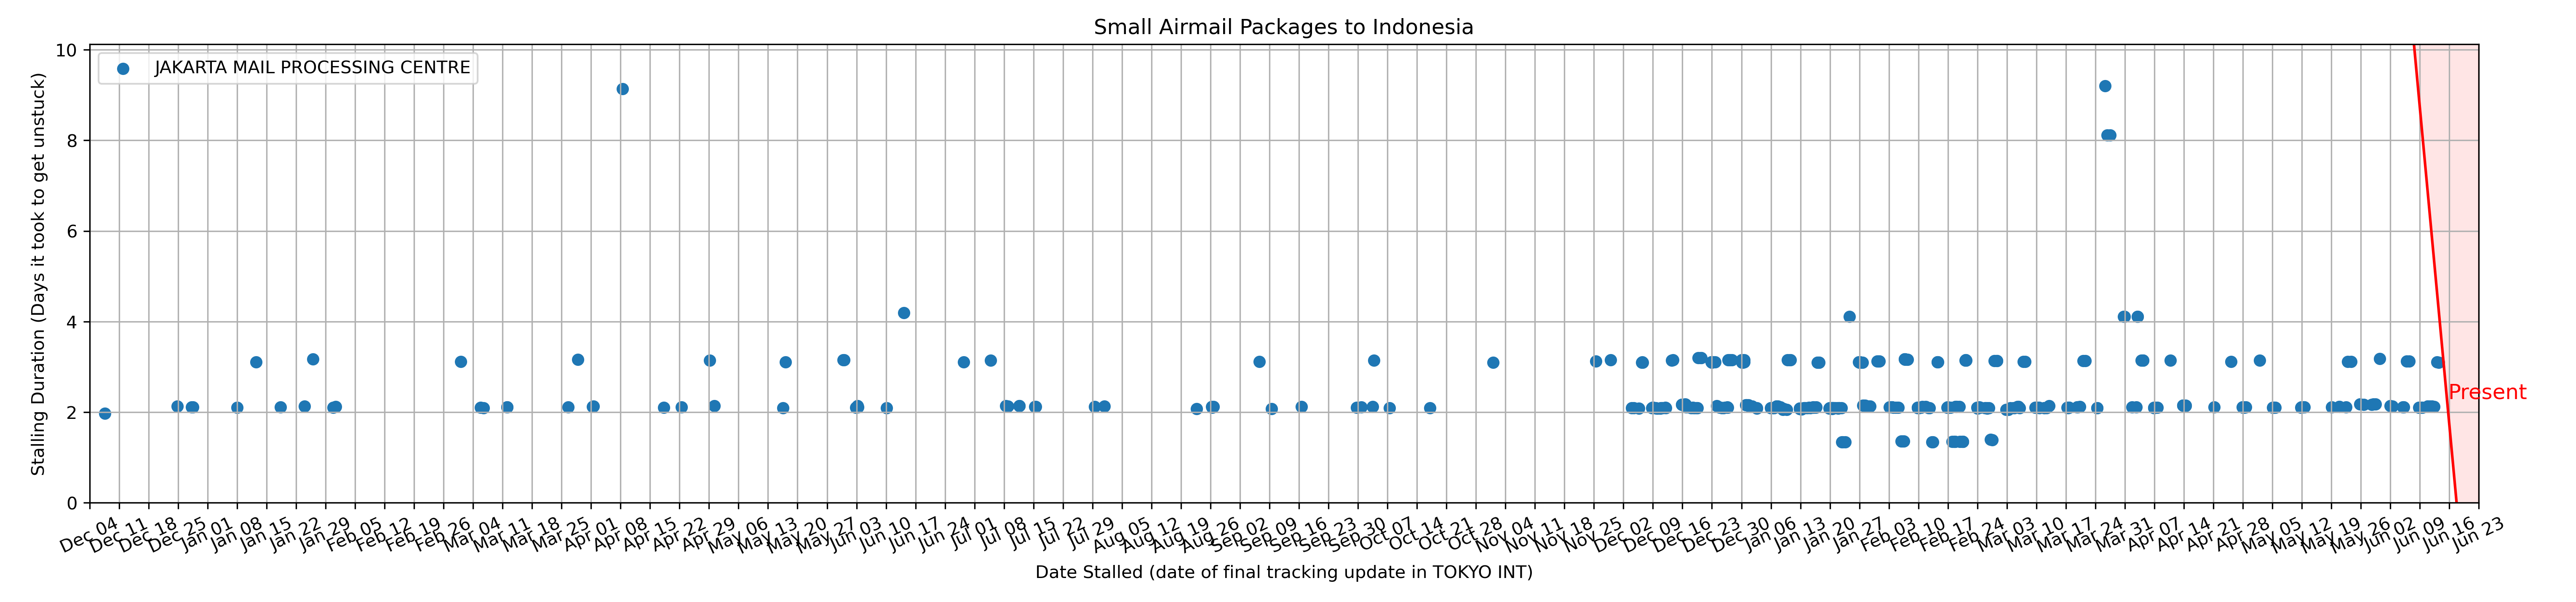 Small Airmail Packages to Indonesia
JAKARTA MAIL PROCESSING CENTRE
Stalling Duration (Days it took to get unstuck)
10
8
6
4
2
0
Present
Dec 04
Dec 11
Dec 18
Dec 25
Jan 01
Jan 08
Jan 15
Jan 22
Jan 29
Feb 05
Feb 12
Feb 19
Feb 26
Mar 04
Mar 11
Mar 18
Mar 25
Apr 01
Apr 08
Apr 15
Apr 22
Apr 29
May 06
May 13
May 20
May 27
Jun 03
Jun 10
Jun 17
Jun 24
Jul 01
Jul 08
Jul 15
Jul 22
Jul 29
Aug 05
Aug 12
Aug 19
Aug 26
Sep 02
Sep 09
Sep 16
Sep 23
Sep 30
Oct 07
Oct 14
Oct 21
Oct 28
Nov 04
Nov 11
Nov 18
Nov 25
Dec 02
Dec 09
Dec 16
Dec 23
Dec 30
Jan 06
Jan 13
Jan 20
Jan 27
Feb 03
Feb 10
Feb 17
Feb 24
Mar 03
Mar 10
Mar 17
Mar 24
Mar 31
Apr 07
Apr 14
Apr 21
Apr 28
May 05
May 12
May 19
May 26
Jun 02
Jun 09
Jun 16
Jun 23
Date Stalled (date of final tracking update in TOKYO INT)